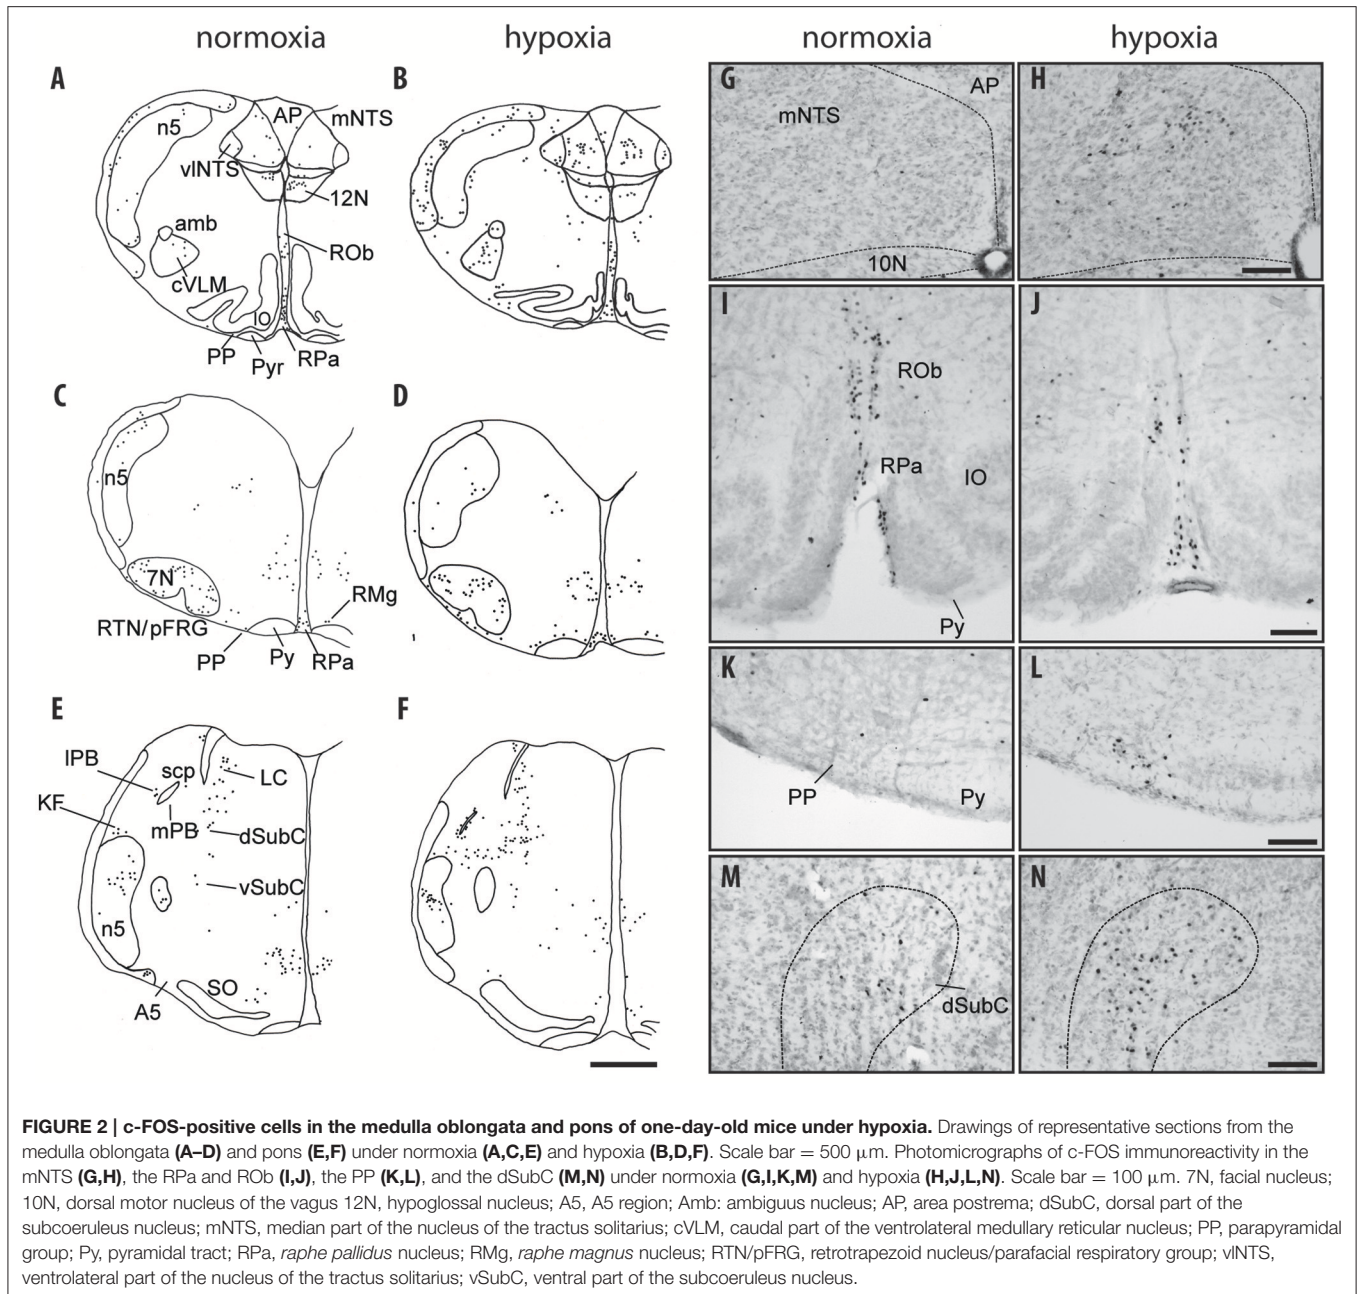 normoxia hypoxia normoxia hypoxia
A B G H
AP
n5 AP mNTS
mNTS
vlNTS
12N
amb
ROb
10N
cVLM
IO
PP Pyr RPa
I J
ROb
RPa
IO
Py
C D
n5
7N
RMg
RTN/pFRG
PP Py RPa
K L
PP Py
E F
lPB scp LC
KF
mPB dSubC
vSubC
n5
SO
A5
M N
dSubC
FIGURE 2 | c-FOS-positive cells in the medulla oblongata and pons of one-day-old mice under hypoxia. Drawings of representative sections from the
medulla oblongata (A–D) and pons (E,F) under normoxia (A,C,E) and hypoxia (B,D,F). Scale bar = 500 μm. Photomicrographs of c-FOS immunoreactivity in the
mNTS (G,H), the RPa and ROb (I,J), the PP (K,L), and the dSubC (M,N) under normoxia (G,I,K,M) and hypoxia (H,J,L,N). Scale bar = 100 μm. 7N, facial nucleus;
10N, dorsal motor nucleus of the vagus 12N, hypoglossal nucleus; A5, A5 region; Amb: ambiguus nucleus; AP, area postrema; dSubC, dorsal part of the
subcoeruleus nucleus; mNTS, median part of the nucleus of the tractus solitarius; cVLM, caudal part of the ventrolateral medullary reticular nucleus; PP, parapyramidal
group; Py, pyramidal tract; RPa, raphe pallidus nucleus; RMg, raphe magnus nucleus; RTN/pFRG, retrotrapezoid nucleus/parafacial respiratory group; vlNTS,
ventrolateral part of the nucleus of the tractus solitarius; vSubC, ventral part of the subcoeruleus nucleus.